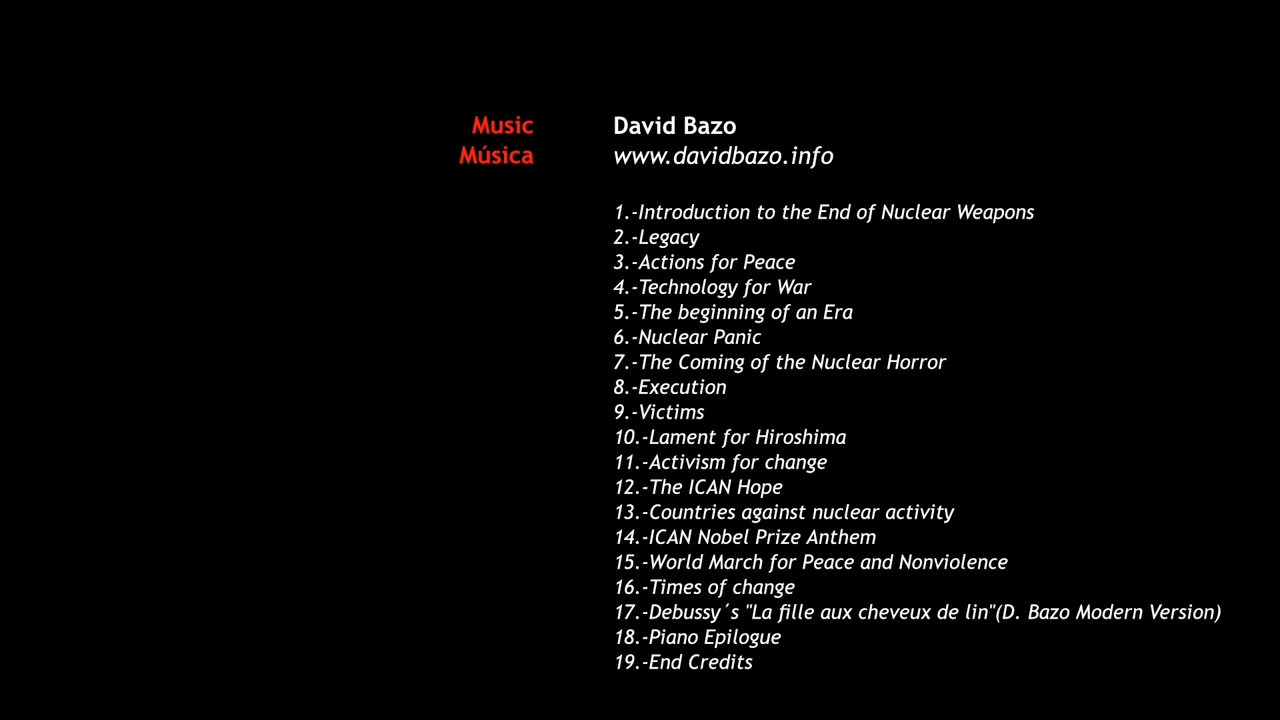 Music
Música
David Bazo
www.davidbazo.info
1.-Introduction to the End of Nuclear Weapons
2.-Legacy
3.-Actions for Peace
4.-Technology for War
5.-The beginning of an Era
6.-Nuclear Panic
7.-The Coming of the Nuclear Horror
8.-Execution
9.-Victims
10.-Lament for Hiroshima
11.-Activism for change
12.-The ICAN Hope
13.-Countries against nuclear activity
14.-ICAN Nobel Prize Anthem
15.-World March for Peace and Nonviolence
16.-Times of change
17.-Debussy´s "La fille aux cheveux de lin"(D. Bazo Modern Version)
18.-Piano Epilogue
19.-End Credits